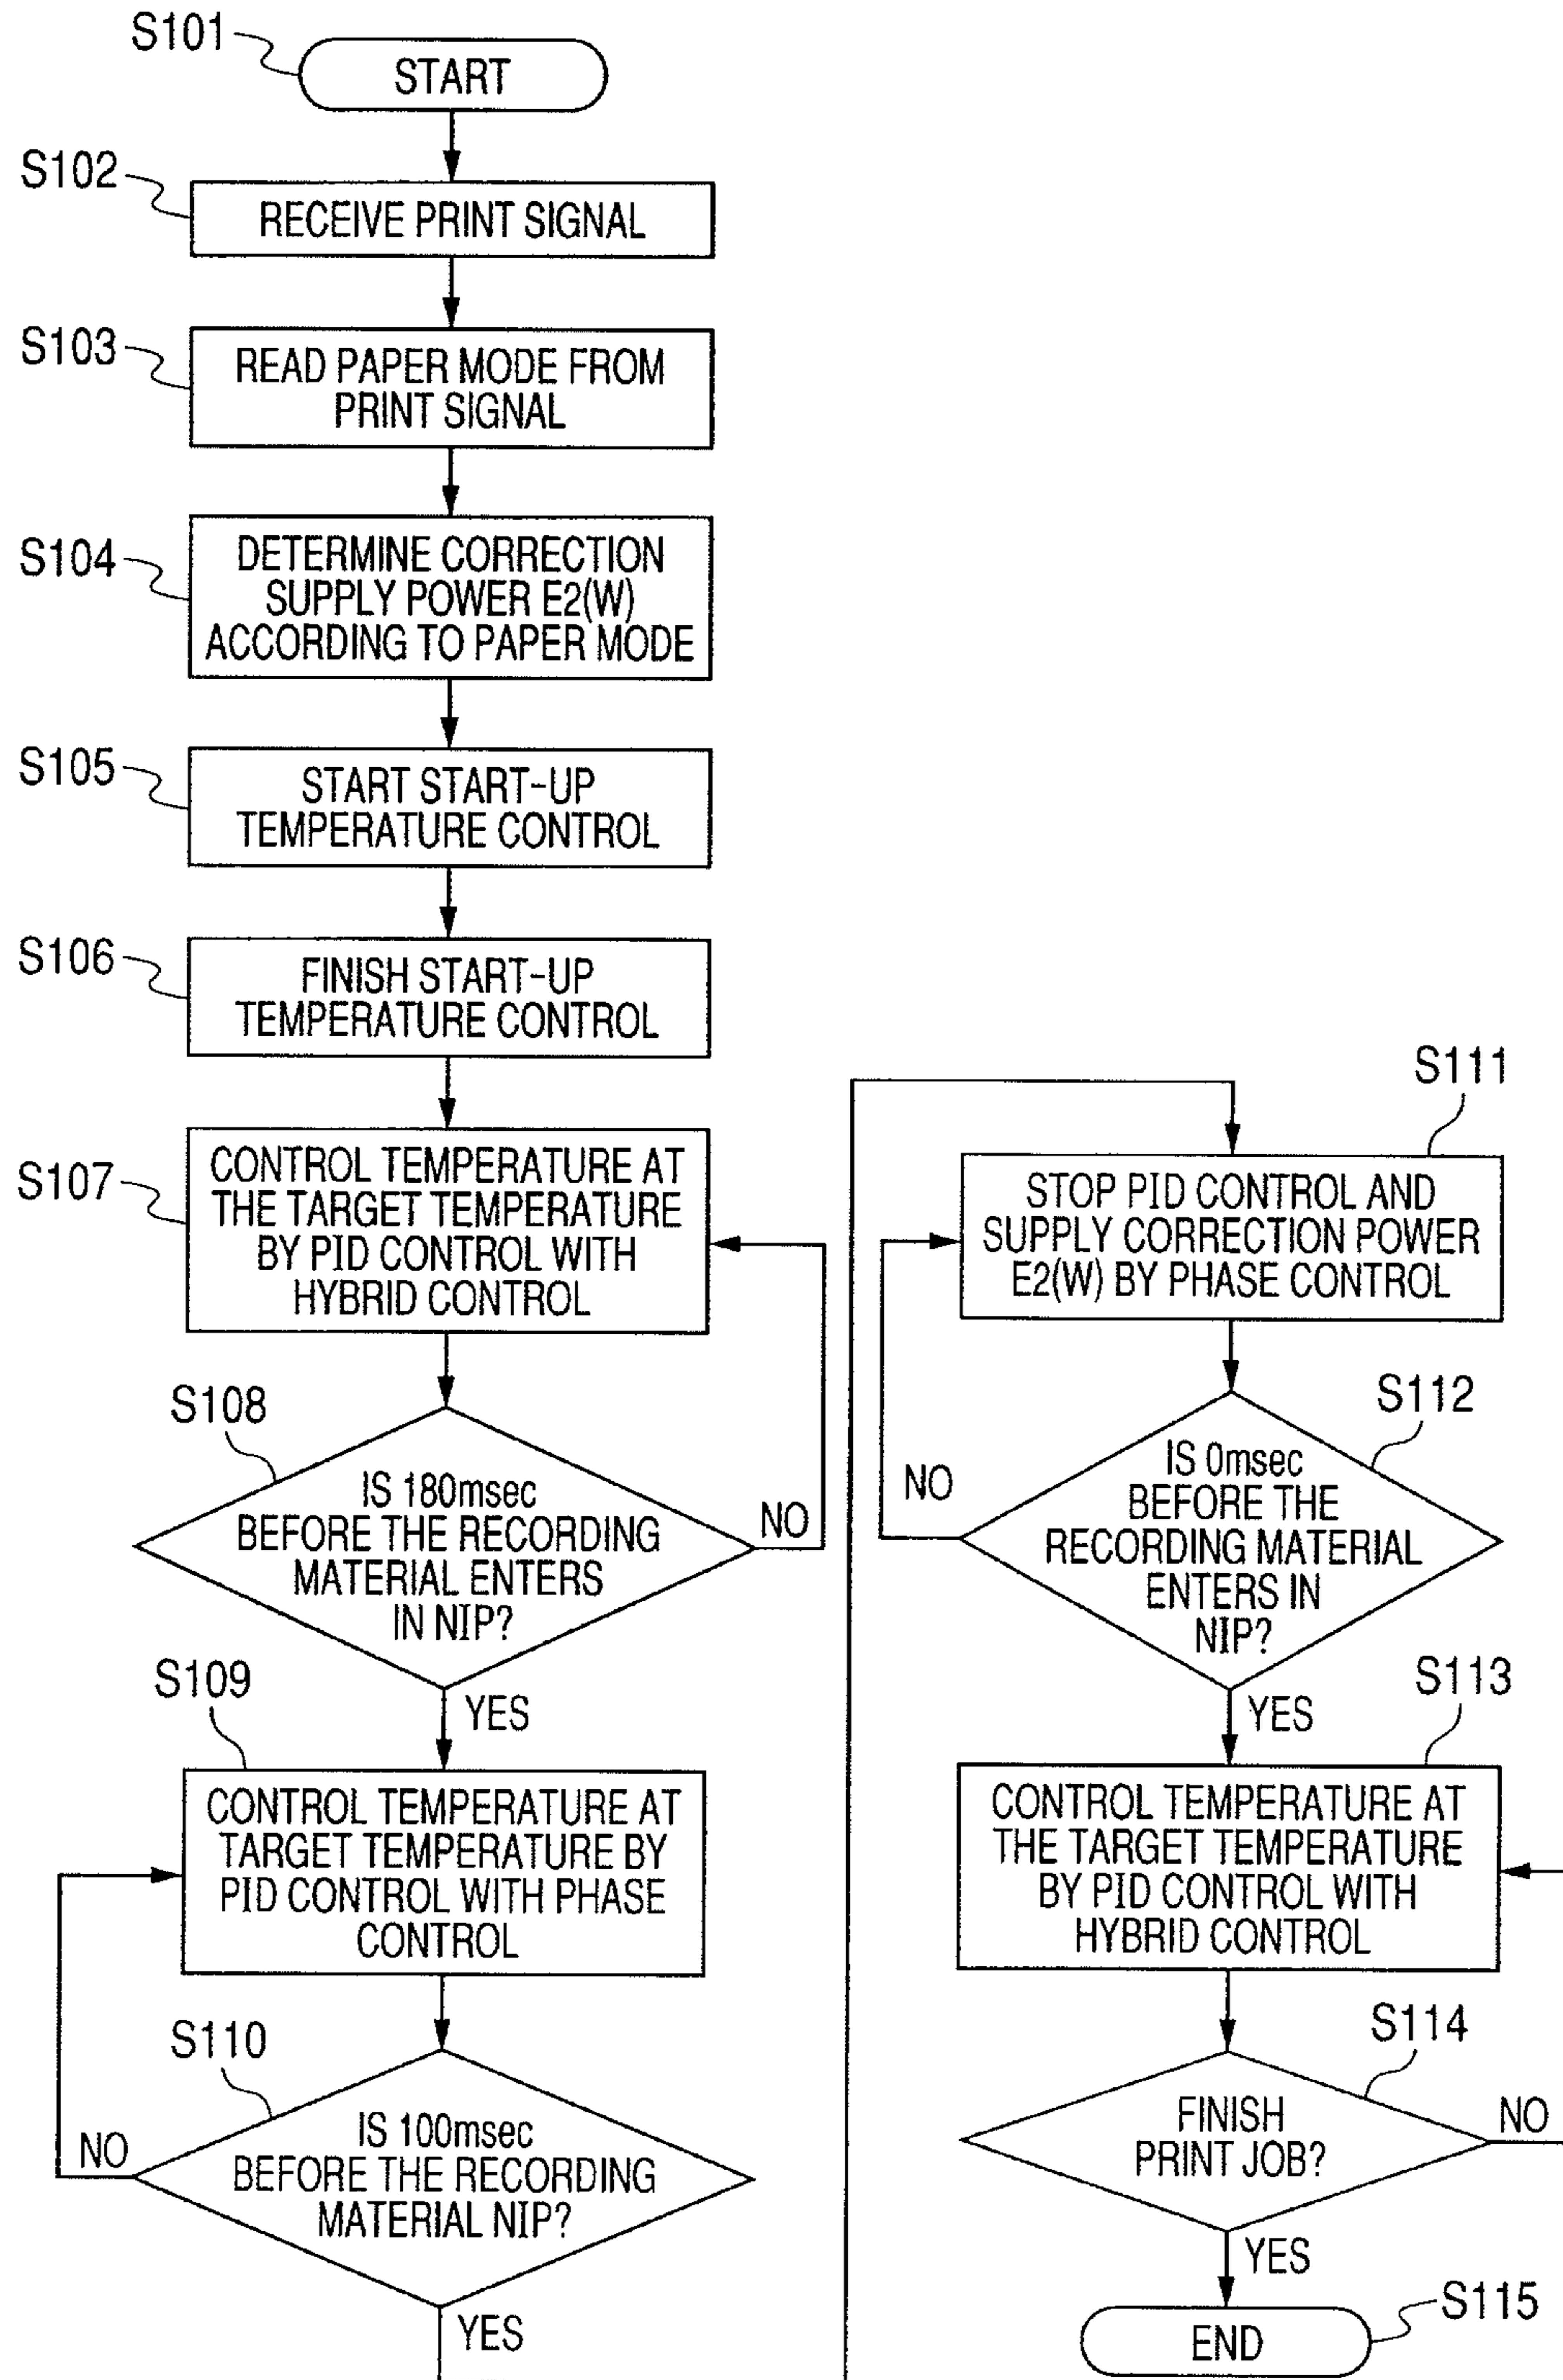 S101
START
S102
RECEIVE PRINT SIGNAL
S103
READ PAPER MODE FROM
PRINT SIGNAL
S104
DETERMINE CORRECTION
SUPPLY POWER E2(W)
ACCORDING TO PAPER MODE
S105
START START-UP
TEMPERATURE CONTROL
S106
FINISH START-UP
TEMPERATURE CONTROL
S107
CONTROL TEMPERATURE AT
THE TARGET TEMPERATURE
BY PID CONTROL WITH
HYBRID CONTROL
S108
IS 180msec
BEFORE THE RECORDING
MATERIAL ENTERS
IN NIP?
NO
YES
S109
CONTROL TEMPERATURE AT
TARGET TEMPERATURE BY
PID CONTROL WITH PHASE
CONTROL
S110
IS 100msec
BEFORE THE RECORDING
MATERIAL NIP?
NO
YES
S111
STOP PID CONTROL AND
SUPPLY CORRECTION POWER
E2(W) BY PHASE CONTROL
S112
IS 0msec
BEFORE THE
RECORDING MATERIAL
ENTERS IN
NIP?
NO
YES
S113
CONTROL TEMPERATURE AT
THE TARGET TEMPERATURE
BY PID CONTROL WITH
HYBRID CONTROL
S114
FINISH
PRINT JOB?
NO
YES
S115
END